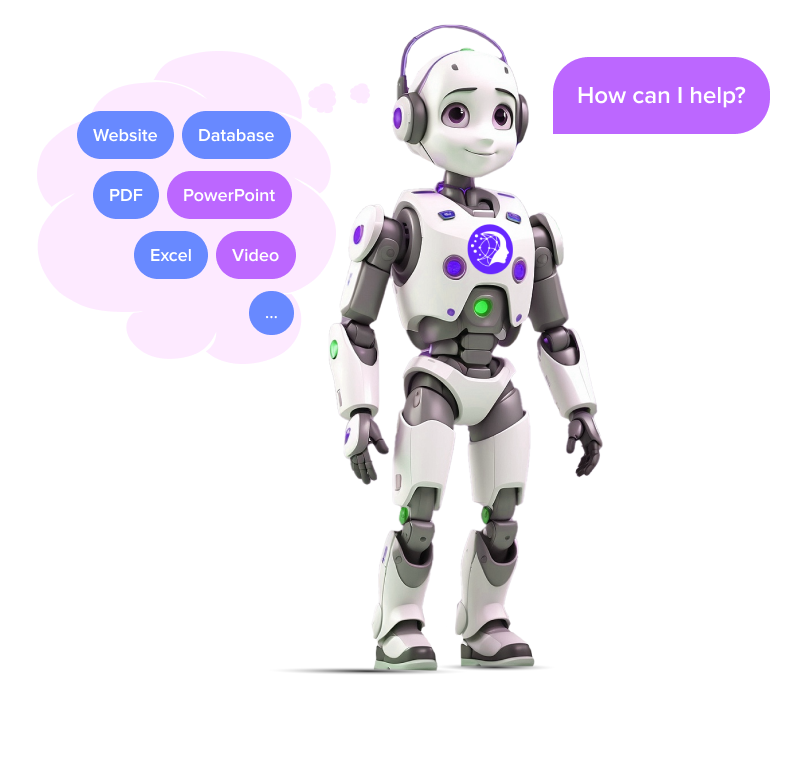 How can I help?
Website Database
PDF PowerPoint
Excel Video
...